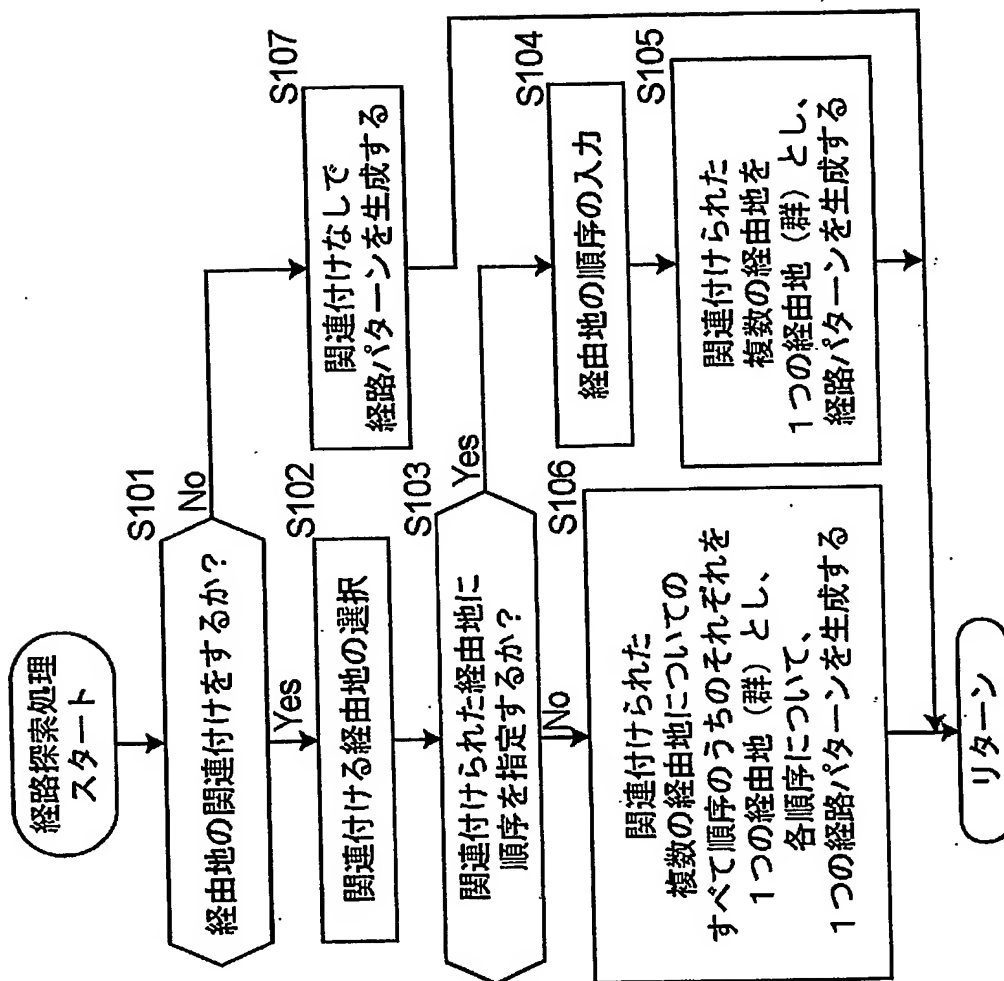 経路探索処理
スタート
S101
経由地の関連付けをするか?
No
Yes
S102
関連付ける経由地の選択
S103
関連付けられた経由地に
順序を指定するか?
Yes
No
S104
経由地の順序の入力
S105
関連付けられた
複数の経由地を
1つの経由地(群)とし、
経路パターンを生成する
S106
関連付けられた
複数の経由地についての
すべて順序のうちのそれぞれを
1つの経由地(群)とし、
各順序について、
1つの経路パターンを生成する
S107
関連付けなしで
経路パターンを生成する
リターン